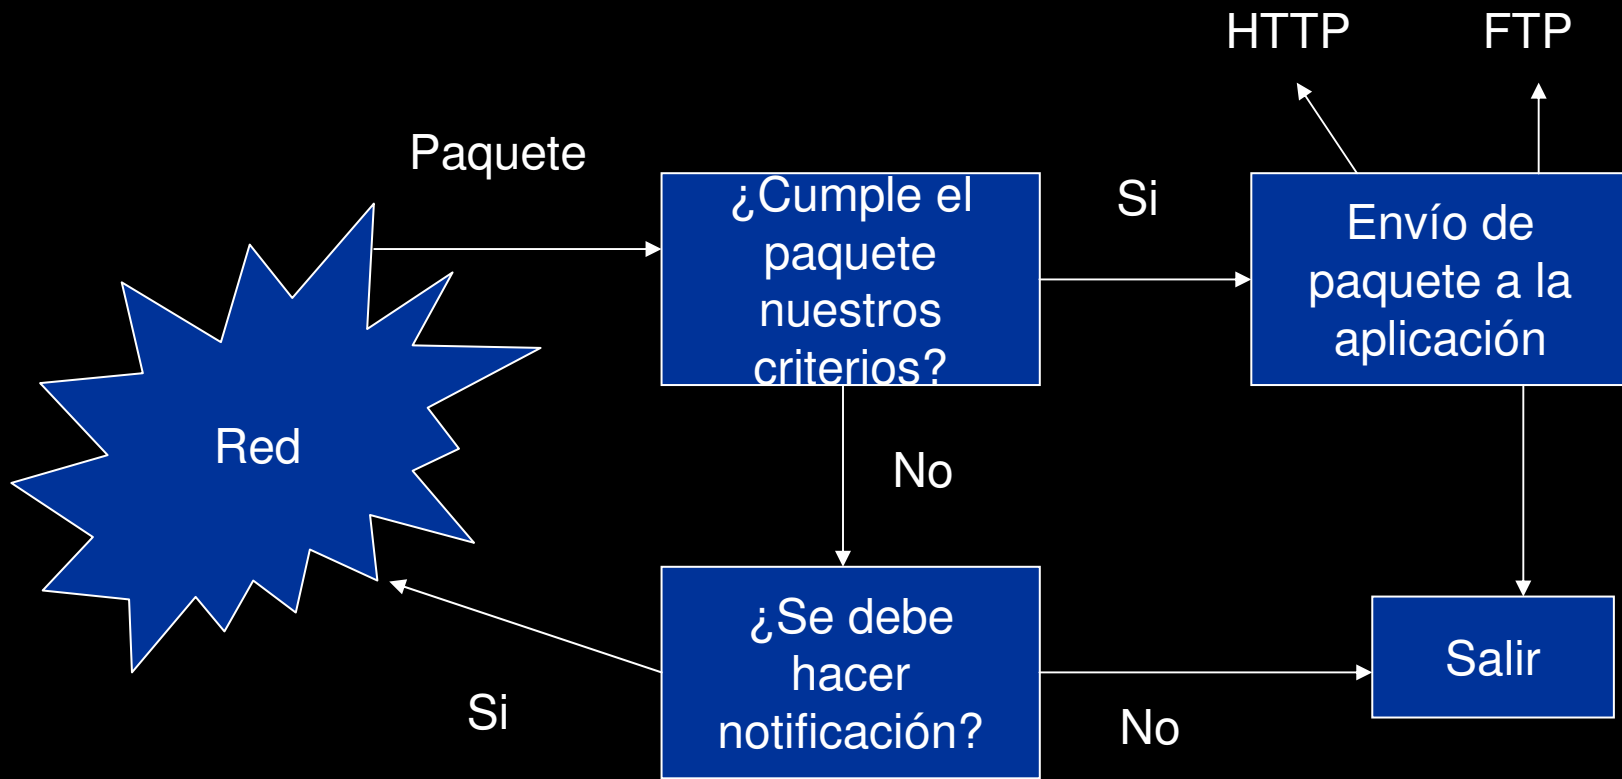 HTTP
FTP
Paquete
¿Cumple el
paquete
nuestros
criterios?
Si
Envío de
paquete a la
aplicación
Red
No
¿Se debe
hacer
notificación?
Si
No
Salir